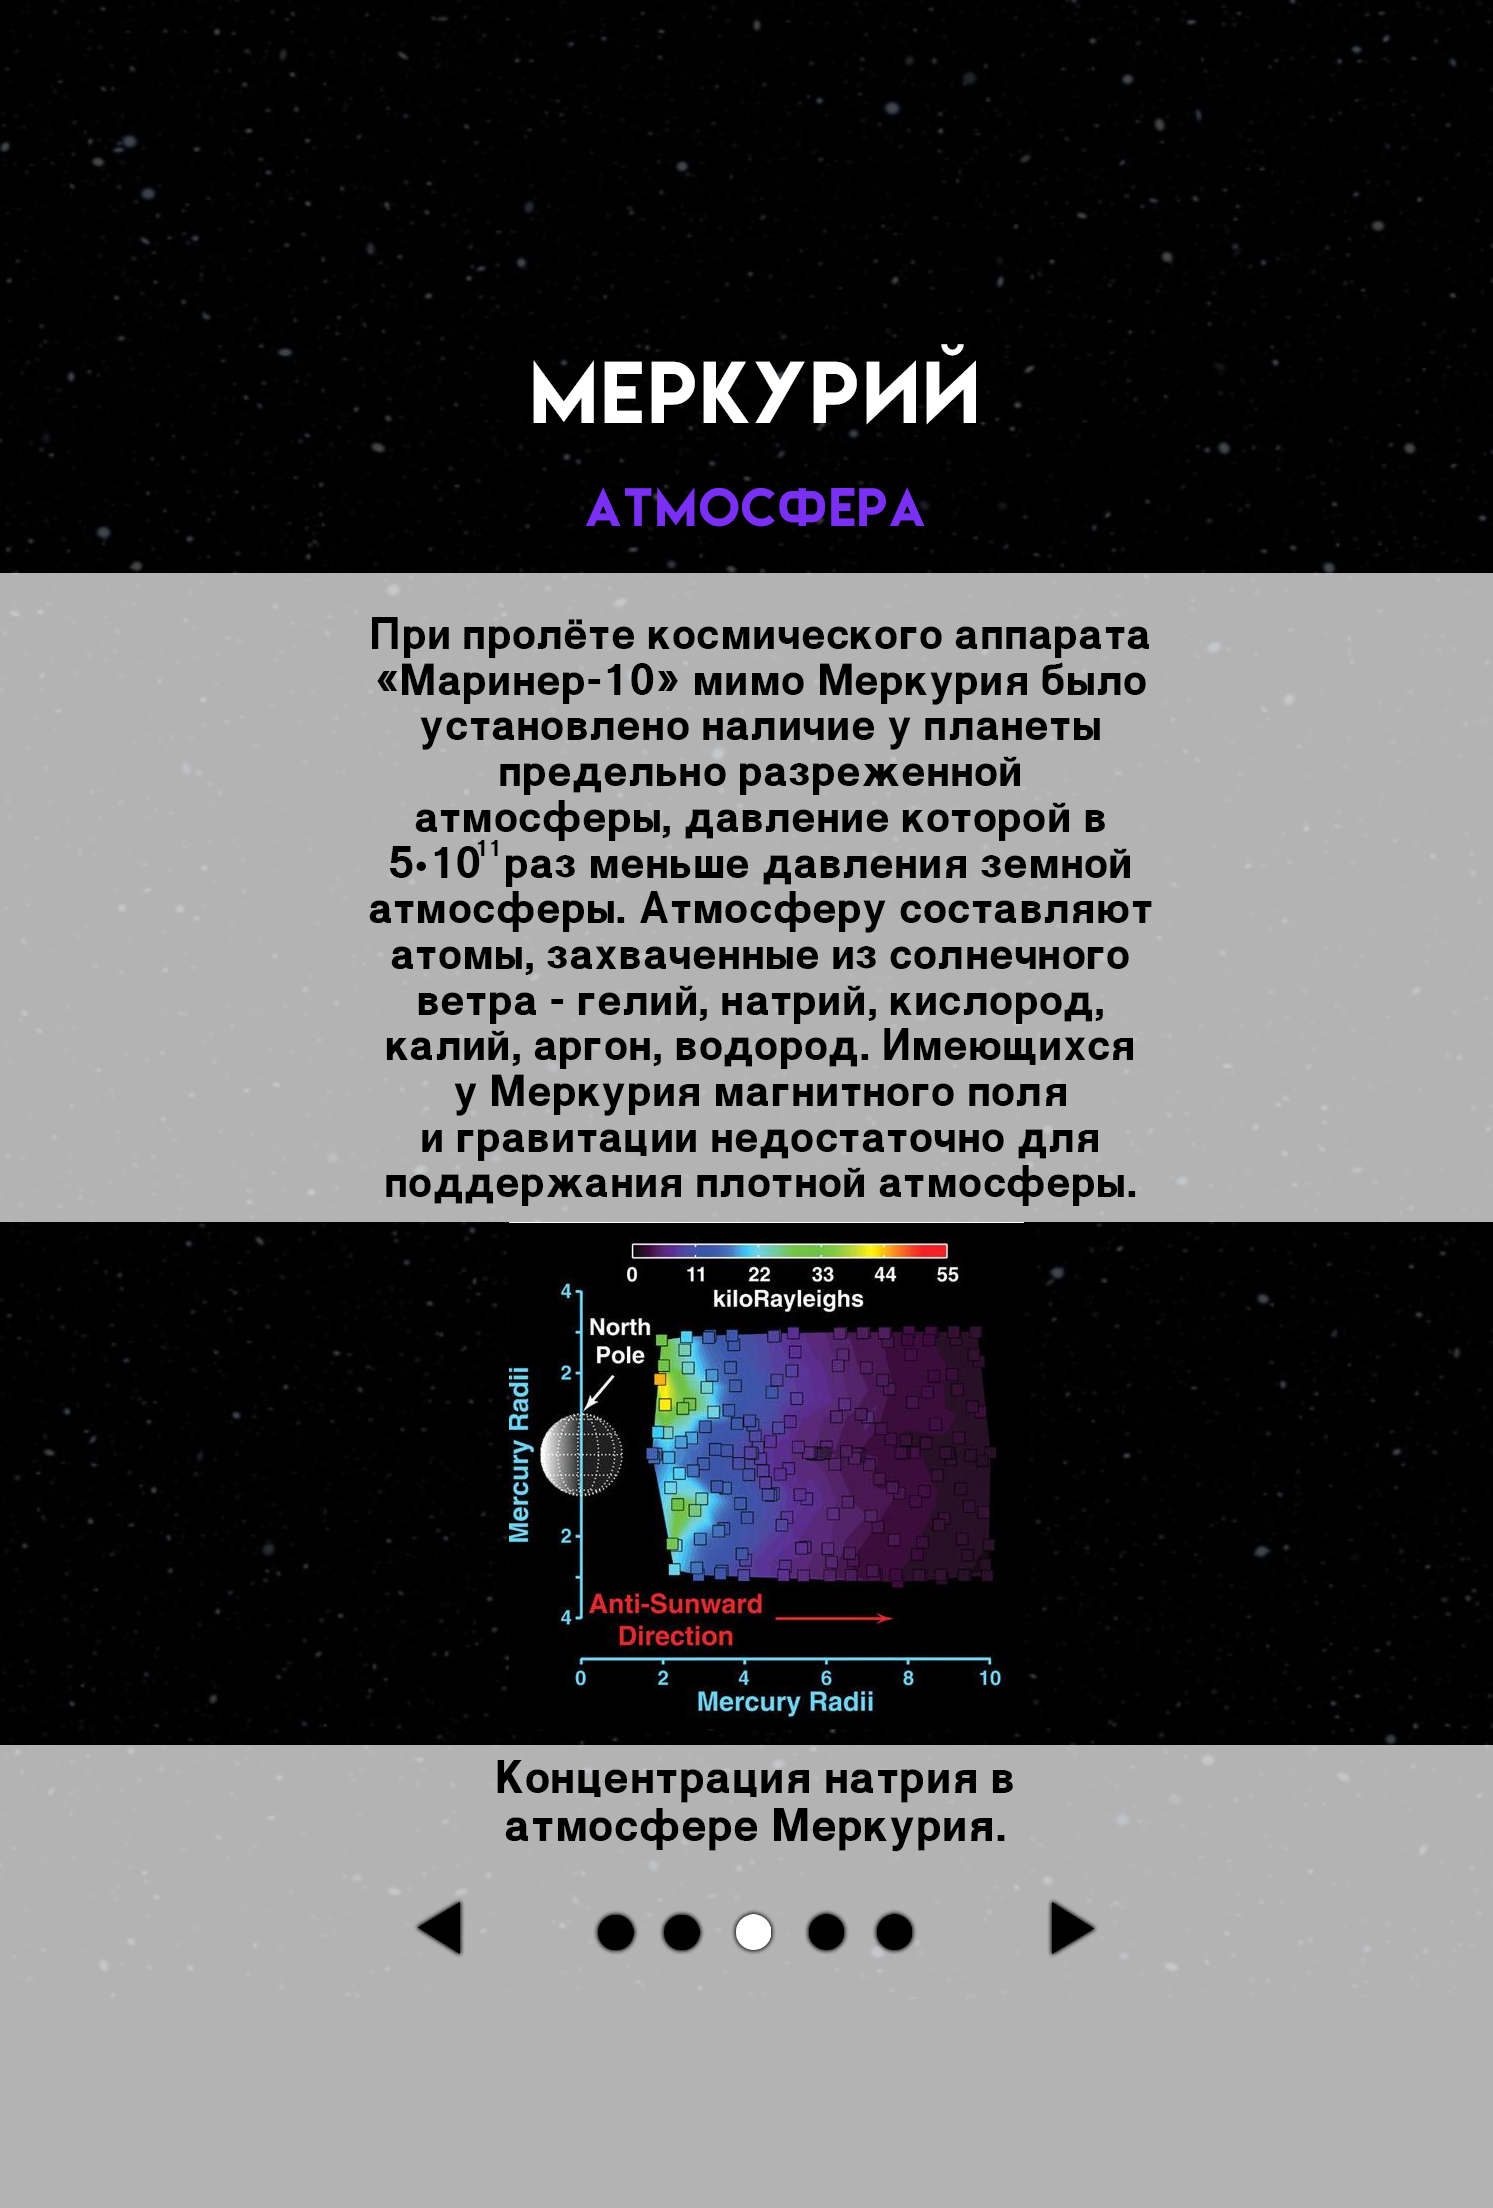 МЕРКУРИЙ
АТМОСФЕРА
При пролёте космического аппарата
«Маринер-10» мимо Меркурия было
установлено наличие у планеты
предельно разреженной
атмосферы, давление которой в
5•10¹¹ раз меньше давления земной
атмосферы. Атмосферу составляют
атомы, захваченные из солнечного
ветра - гелий, натрий, кислород,
калий, аргон, водород. Имеющихся
у Меркурия магнитного поля
и гравитации недостаточно для
поддержания плотной атмосферы.
0 11 22 33 44 55
kiloRayleighs
4
North
Pole
2
Mercury Radii
2
4
Anti-Sunward
Direction
0 2 4 6 8 10
Mercury Radii
Концентрация натрия в
атмосфере Меркурия.